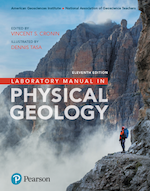 American Geosciences Institute • National Association of Geoscience Teachers
ELEVENTH EDITION
EDITED BY
VINCENT S. CRONIN
ILLUSTRATED BY
DENNIS TASA
LABORATORY MANUAL IN
PHYSICAL
GEOLOGY
Pearson